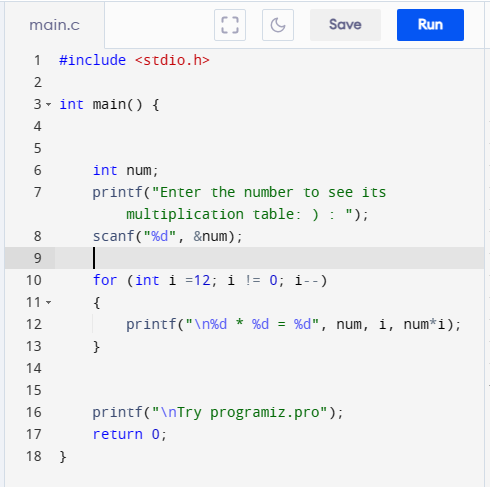 main.c Save Run
1 #include <stdio.h>
2
3 int main() {
4
5
6 int num;
7 printf("Enter the number to see its
multiplication table: ) : ");
8 scanf("%d", &num);
9
10 for (int i =12; i != 0; i--)
11 {
12 printf("\n%d * %d = %d", num, i, num*i);
13 }
14
15
16 printf("\nTry programiz.pro");
17 return 0;
18 }